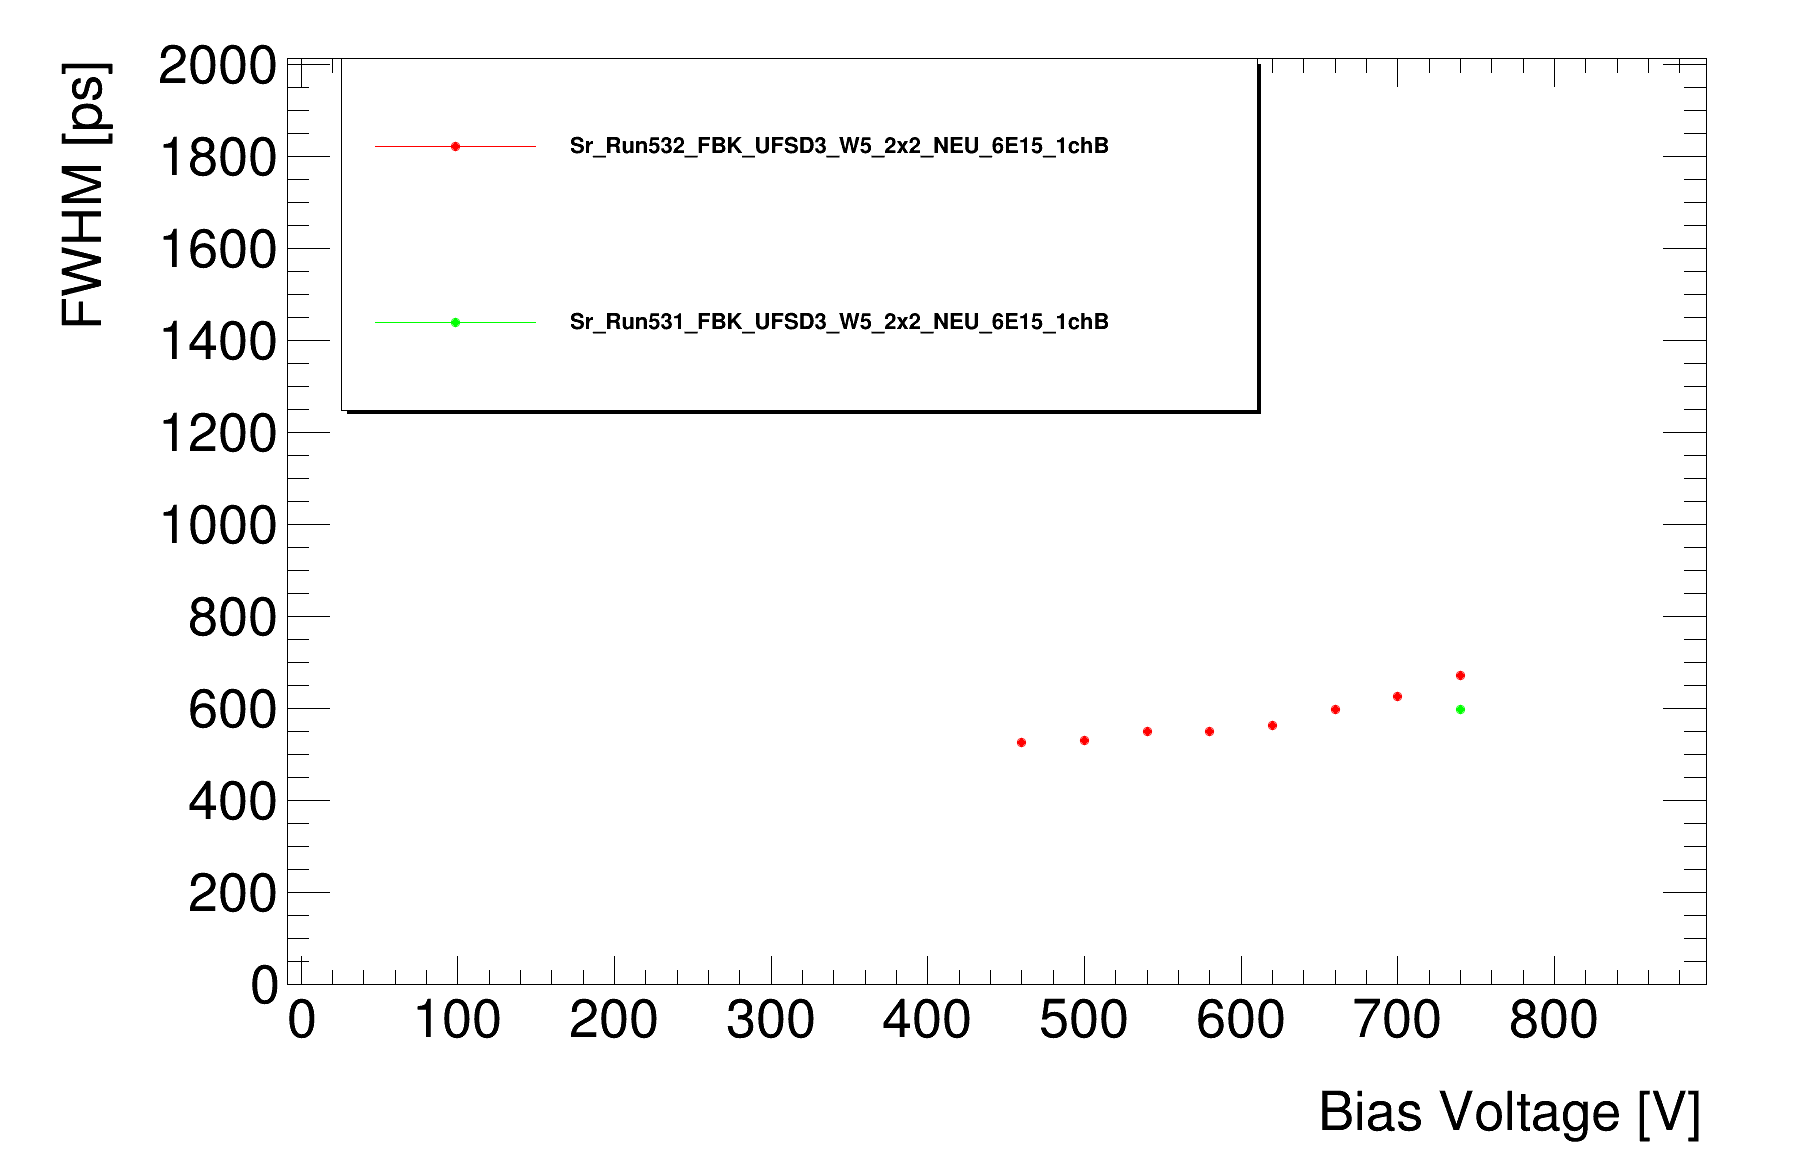 FWHM [ps]
2000
1800
1600
1400
1200
1000
800
600
400
200
0
Sr_Run532_FBK_UFSD3_W5_2x2_NEU_6E15_1chB
Sr_Run531_FBK_UFSD3_W5_2x2_NEU_6E15_1chB
0 100 200 300 400 500 600 700 800
Bias Voltage [V]